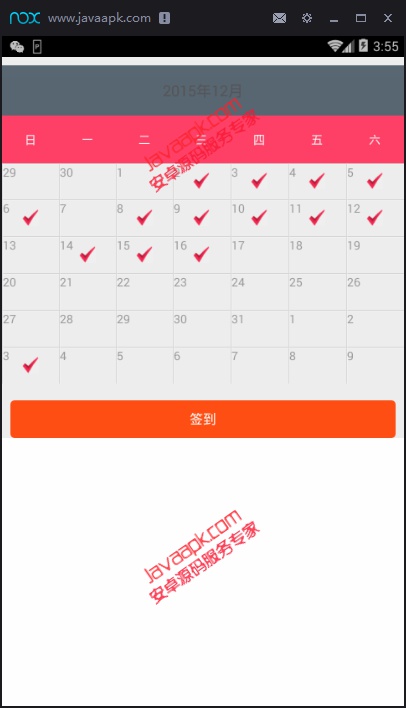 nox www.javaapk.com
3:55
2015年12月
日 一 二 三 四 五 六
29 30 1 3 4 5
6 7 8 9 10 11 12
13 14 15 16 17 18 19
20 21 22 23 24 25 26
27 28 29 30 31 1 2
3 4 5 6 7 8 9
javaapk.com
安卓源码服务专家
签到
javaapk.com
安卓源码服务专家